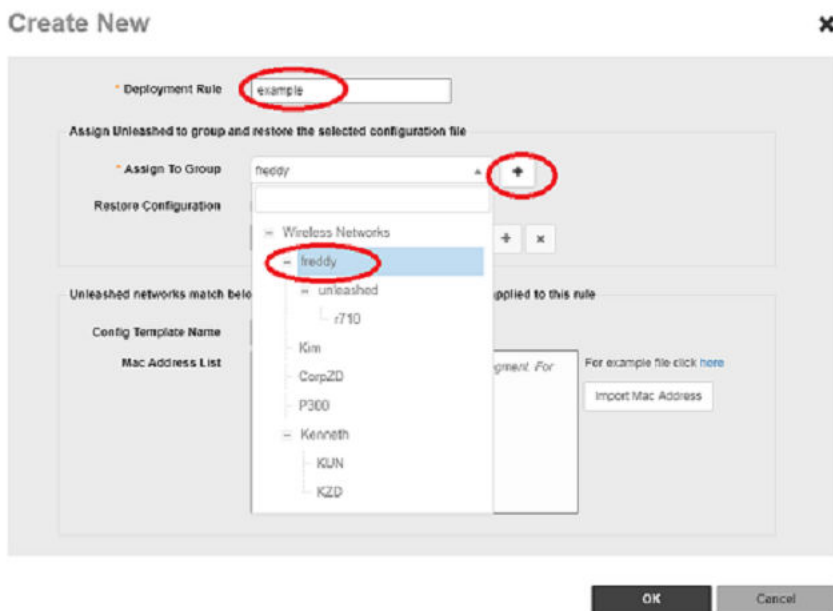 Create New
* Deployment Rule
example
Assign Unleashed to group and restore the selected configuration file
* Assign To Group
freddy
Restore Configuration
Wireless Networks
freddy
unleashed
r710
Kim
CorpZD
P300
Kenneth
KUN
KZD
Unleashed networks match belo
pplied to this rule
Config Template Name
Mac Address List
gment. For
For example file click here
Import Mac Address
OK
Cancel